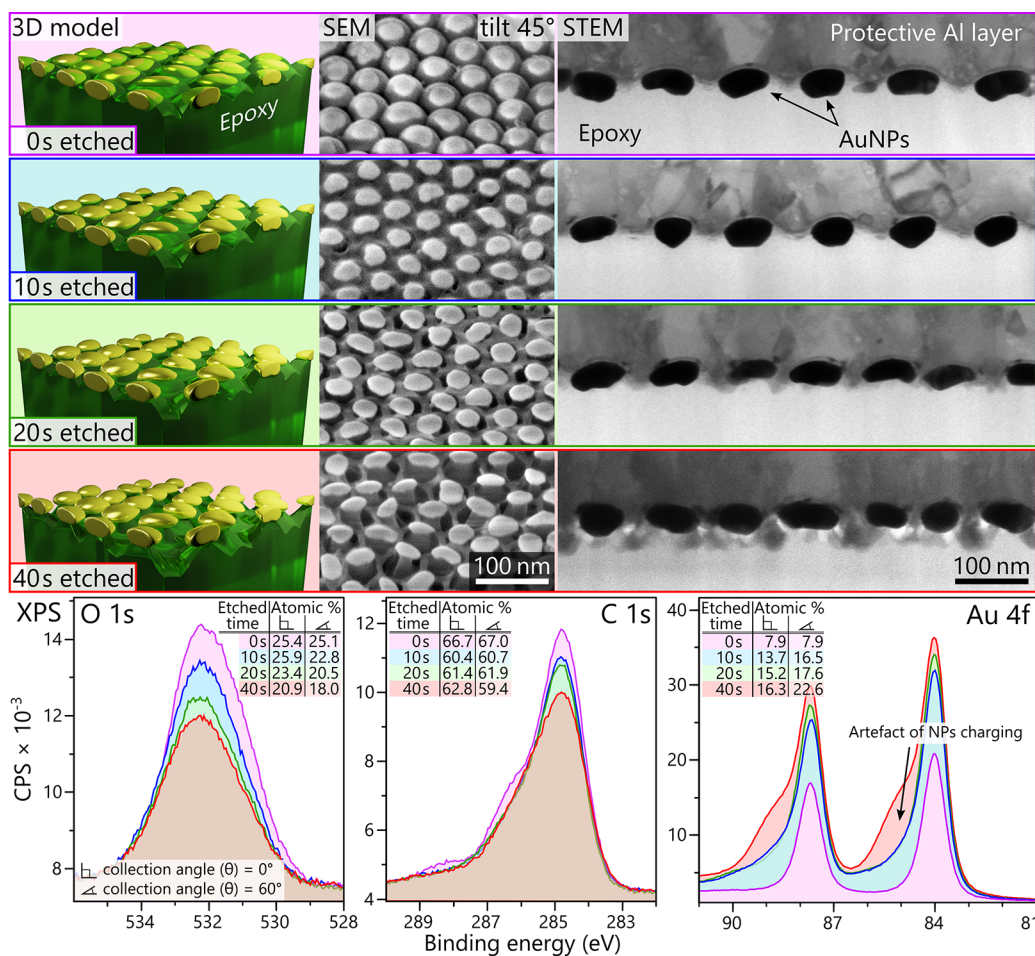 3D model
SEM
tilt 45°
STEM
Protective Al layer
Epoxy
Epoxy
AuNPs
0s etched
10s etched
20s etched
40s etched
100 nm
100 nm
XPS
O 1s
Etched time | Atomic %
0s 25.4 25.1
10s 25.9 22.8
20s 23.4 20.5
40s 20.9 18.0
C 1s
Etched time | Atomic %
0s 66.7 67.0
10s 60.4 60.7
20s 61.4 61.9
40s 62.8 59.4
Au 4f
Etched time | Atomic %
0s 7.9 7.9
10s 13.7 16.5
20s 15.2 17.6
40s 16.3 22.6
Artefact of NPs charging
CPS × 10⁻³
14
12
10
8
12
10
8
6
4
40
30
20
10
collection angle (θ) = 0°
collection angle (θ) = 60°
534 532 530 528
289 287 285 283
90 87 84 81
Binding energy (eV)